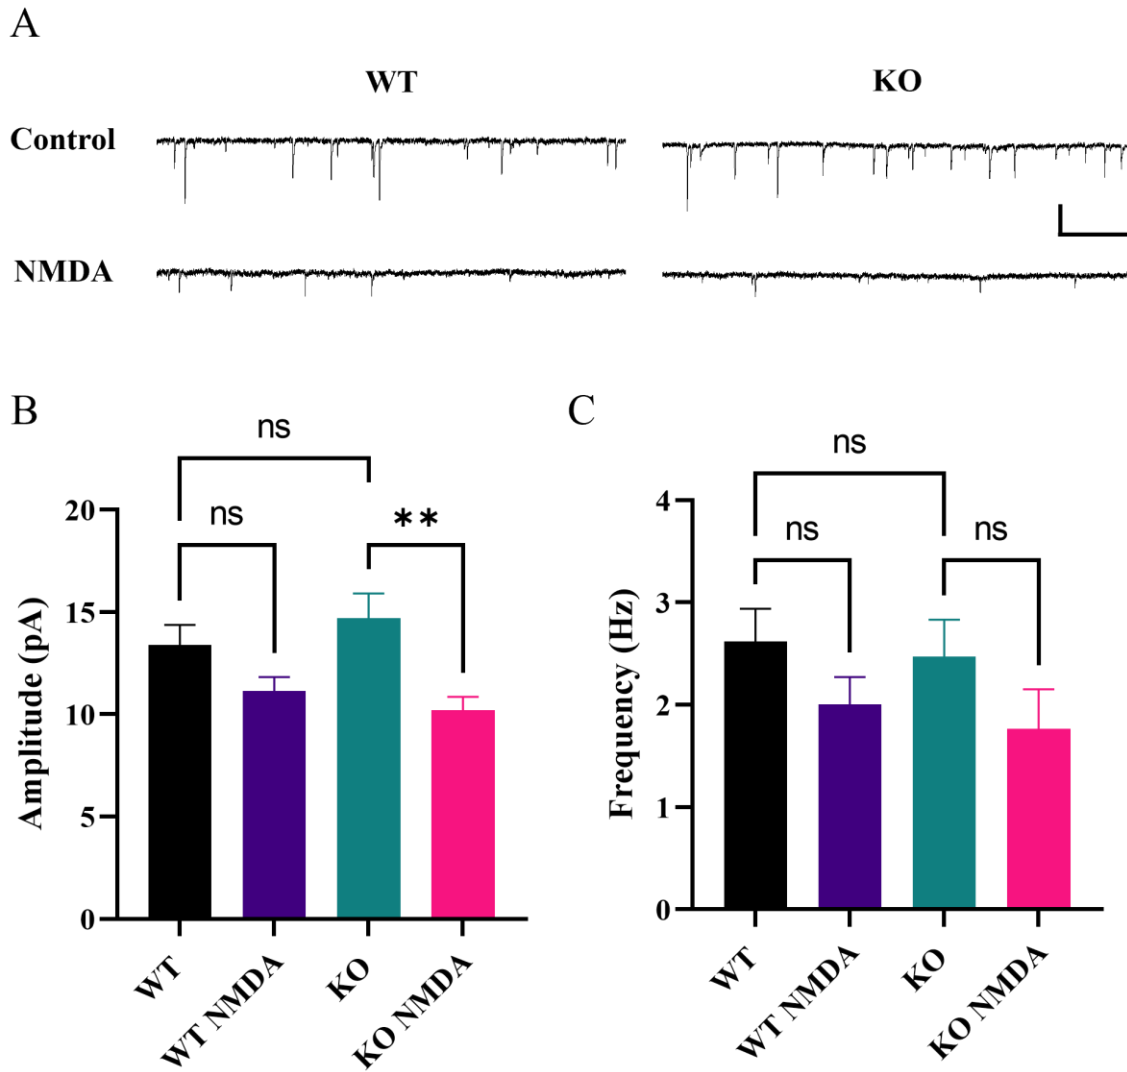 A
WT
KO
Control
NMDA
B
ns
ns
**
Amplitude (pA)
20
15
10
5
0
WT
WT NMDA
KO
KO NMDA
C
ns
ns
ns
Frequency (Hz)
4
3
2
1
0
WT
WT NMDA
KO
KO NMDA